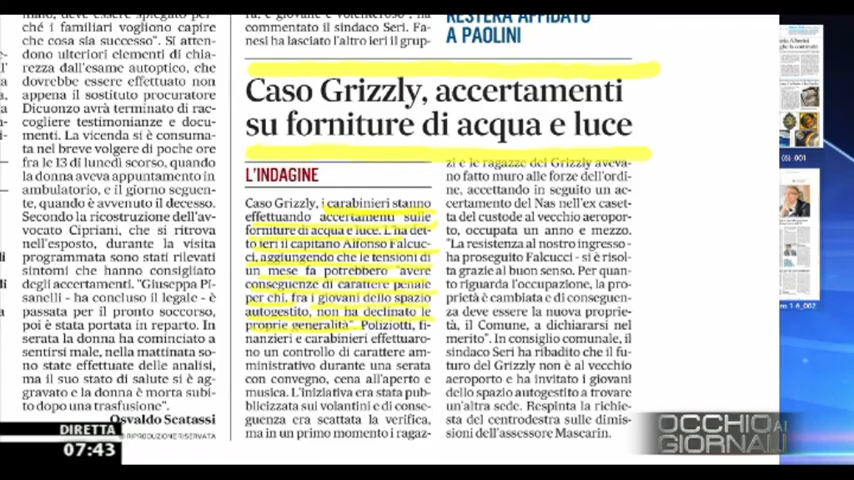 malo, deve essere spiegato per-
ché i familiari vogliono capire
che cosa sia successo". Si atten-
dono ulteriori elementi di chia-
rezza dall'esame autoptico, che
dovrebbe essere effettuato non
appena il sostituto procuratore
Dicuonzo avrà terminato di rac-
cogliere testimonianze e docu-
menti. La vicenda si è consuma-
ta nel breve volgere di poche ore
fra le 13 di lunedì scorso, quando
la donna aveva appuntamento in
ambulatorio, e il giorno seguen-
te, quando è avvenuto il decesso.
Secondo la ricostruzione dell'av-
vocato Cipriani, che si ritrova
nell'esposto, durante la visita
programmata sono stati rilevati
sintomi che hanno consigliato
degli accertamenti. "Giuseppa Pi-
sanelli - ha concluso il legale - è
passata per il pronto soccorso,
poi è stata portata in reparto. In
serata la donna ha cominciato a
sentirsi male, nella mattinata so-
no state effettuate delle analisi,
ma il suo stato di salute si è ag-
gravato e la donna è morta subi-
to dopo una trasfusione".
Osvaldo Scatassi
© RIPRODUZIONE RISERVATA
ra, è giovane e volenteroso", ha
commentato il sindaco Seri. Fa-
nesi ha lasciato l'altro ieri il grup-
RESTERÀ AFFIDATO
A PAOLINI
Caso Grizzly, accertamenti
su forniture di acqua e luce
L'INDAGINE
Caso Grizzly, i carabinieri stanno
effettuando accertamenti sulle
forniture di acqua e luce. L'ha det-
to ieri il capitano Alfonso Falcuc-
ci, aggiungendo che le tensioni di
un mese fa potrebbero "avere
conseguenze di carattere penale
per chi, fra i giovani dello spazio
autogestito, non ha declinato le
proprie generalità". Poliziotti, fi-
nanzieri e carabinieri effettuaro-
no un controllo di carattere am-
ministrativo durante una serata
con convegno, cena all'aperto e
musica. L'iniziativa era stata pub-
blicizzata sui volantini e di conse-
guenza era scattata la verifica,
ma in un primo momento i ragaz-
zi e le ragazze del Grizzly aveva-
no fatto muro alle forze dell'ordi-
ne, accettando in seguito un ac-
certamento del Nas nell'ex casetta
del custode al vecchio aeropor-
to, occupata un anno e mezzo.
"La resistenza al nostro ingresso -
ha proseguito Falcucci - si è risol-
ta grazie al buon senso. Per quan-
to riguarda l'occupazione, la pro-
prietà è cambiata e di conseguen-
za deve essere la nuova proprie-
tà, il Comune, a dichiararsi nel
merito". In consiglio comunale, il
sindaco Seri ha ribadito che il fu-
turo del Grizzly non è al vecchio
aeroporto e ha invitato i giovani
dello spazio autogestito a trovare
un'altra sede. Respinta la richie-
sta del centrodestra sulle dimis-
sioni dell'assessore Mascarin.
DIRETTA
07:43
OCCHIO AI
GIORNALI